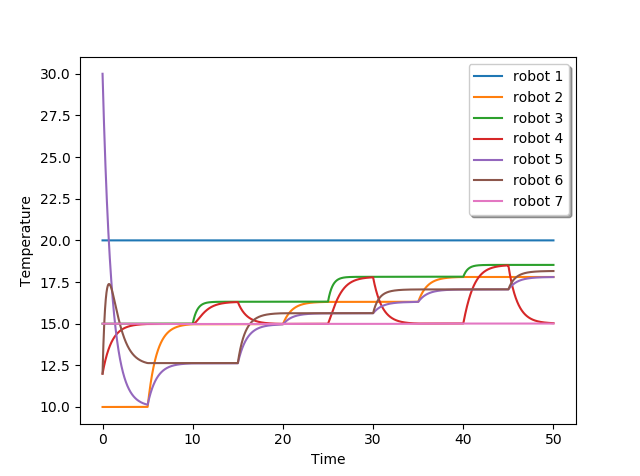 30.0
27.5
25.0
22.5
20.0
17.5
15.0
12.5
10.0
Temperature
0
10
20
30
40
50
Time
robot 1
robot 2
robot 3
robot 4
robot 5
robot 6
robot 7